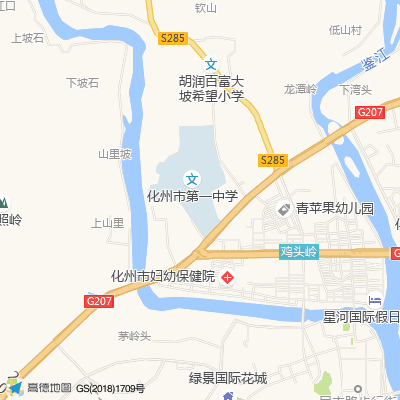 江口
钦山
上坡石
S285
低山村
鉴江
下坡石
胡润百富大
坡希望小学
龙潭岭
下湾头
G207
山里坡
S285
化州市第一中学
青苹果幼儿园
照岭
上山里
鸡头岭
化州市妇幼保健院
G207
星河国际假日
茅岭头
绿景国际花城
高德地图 GS(2018)1709号